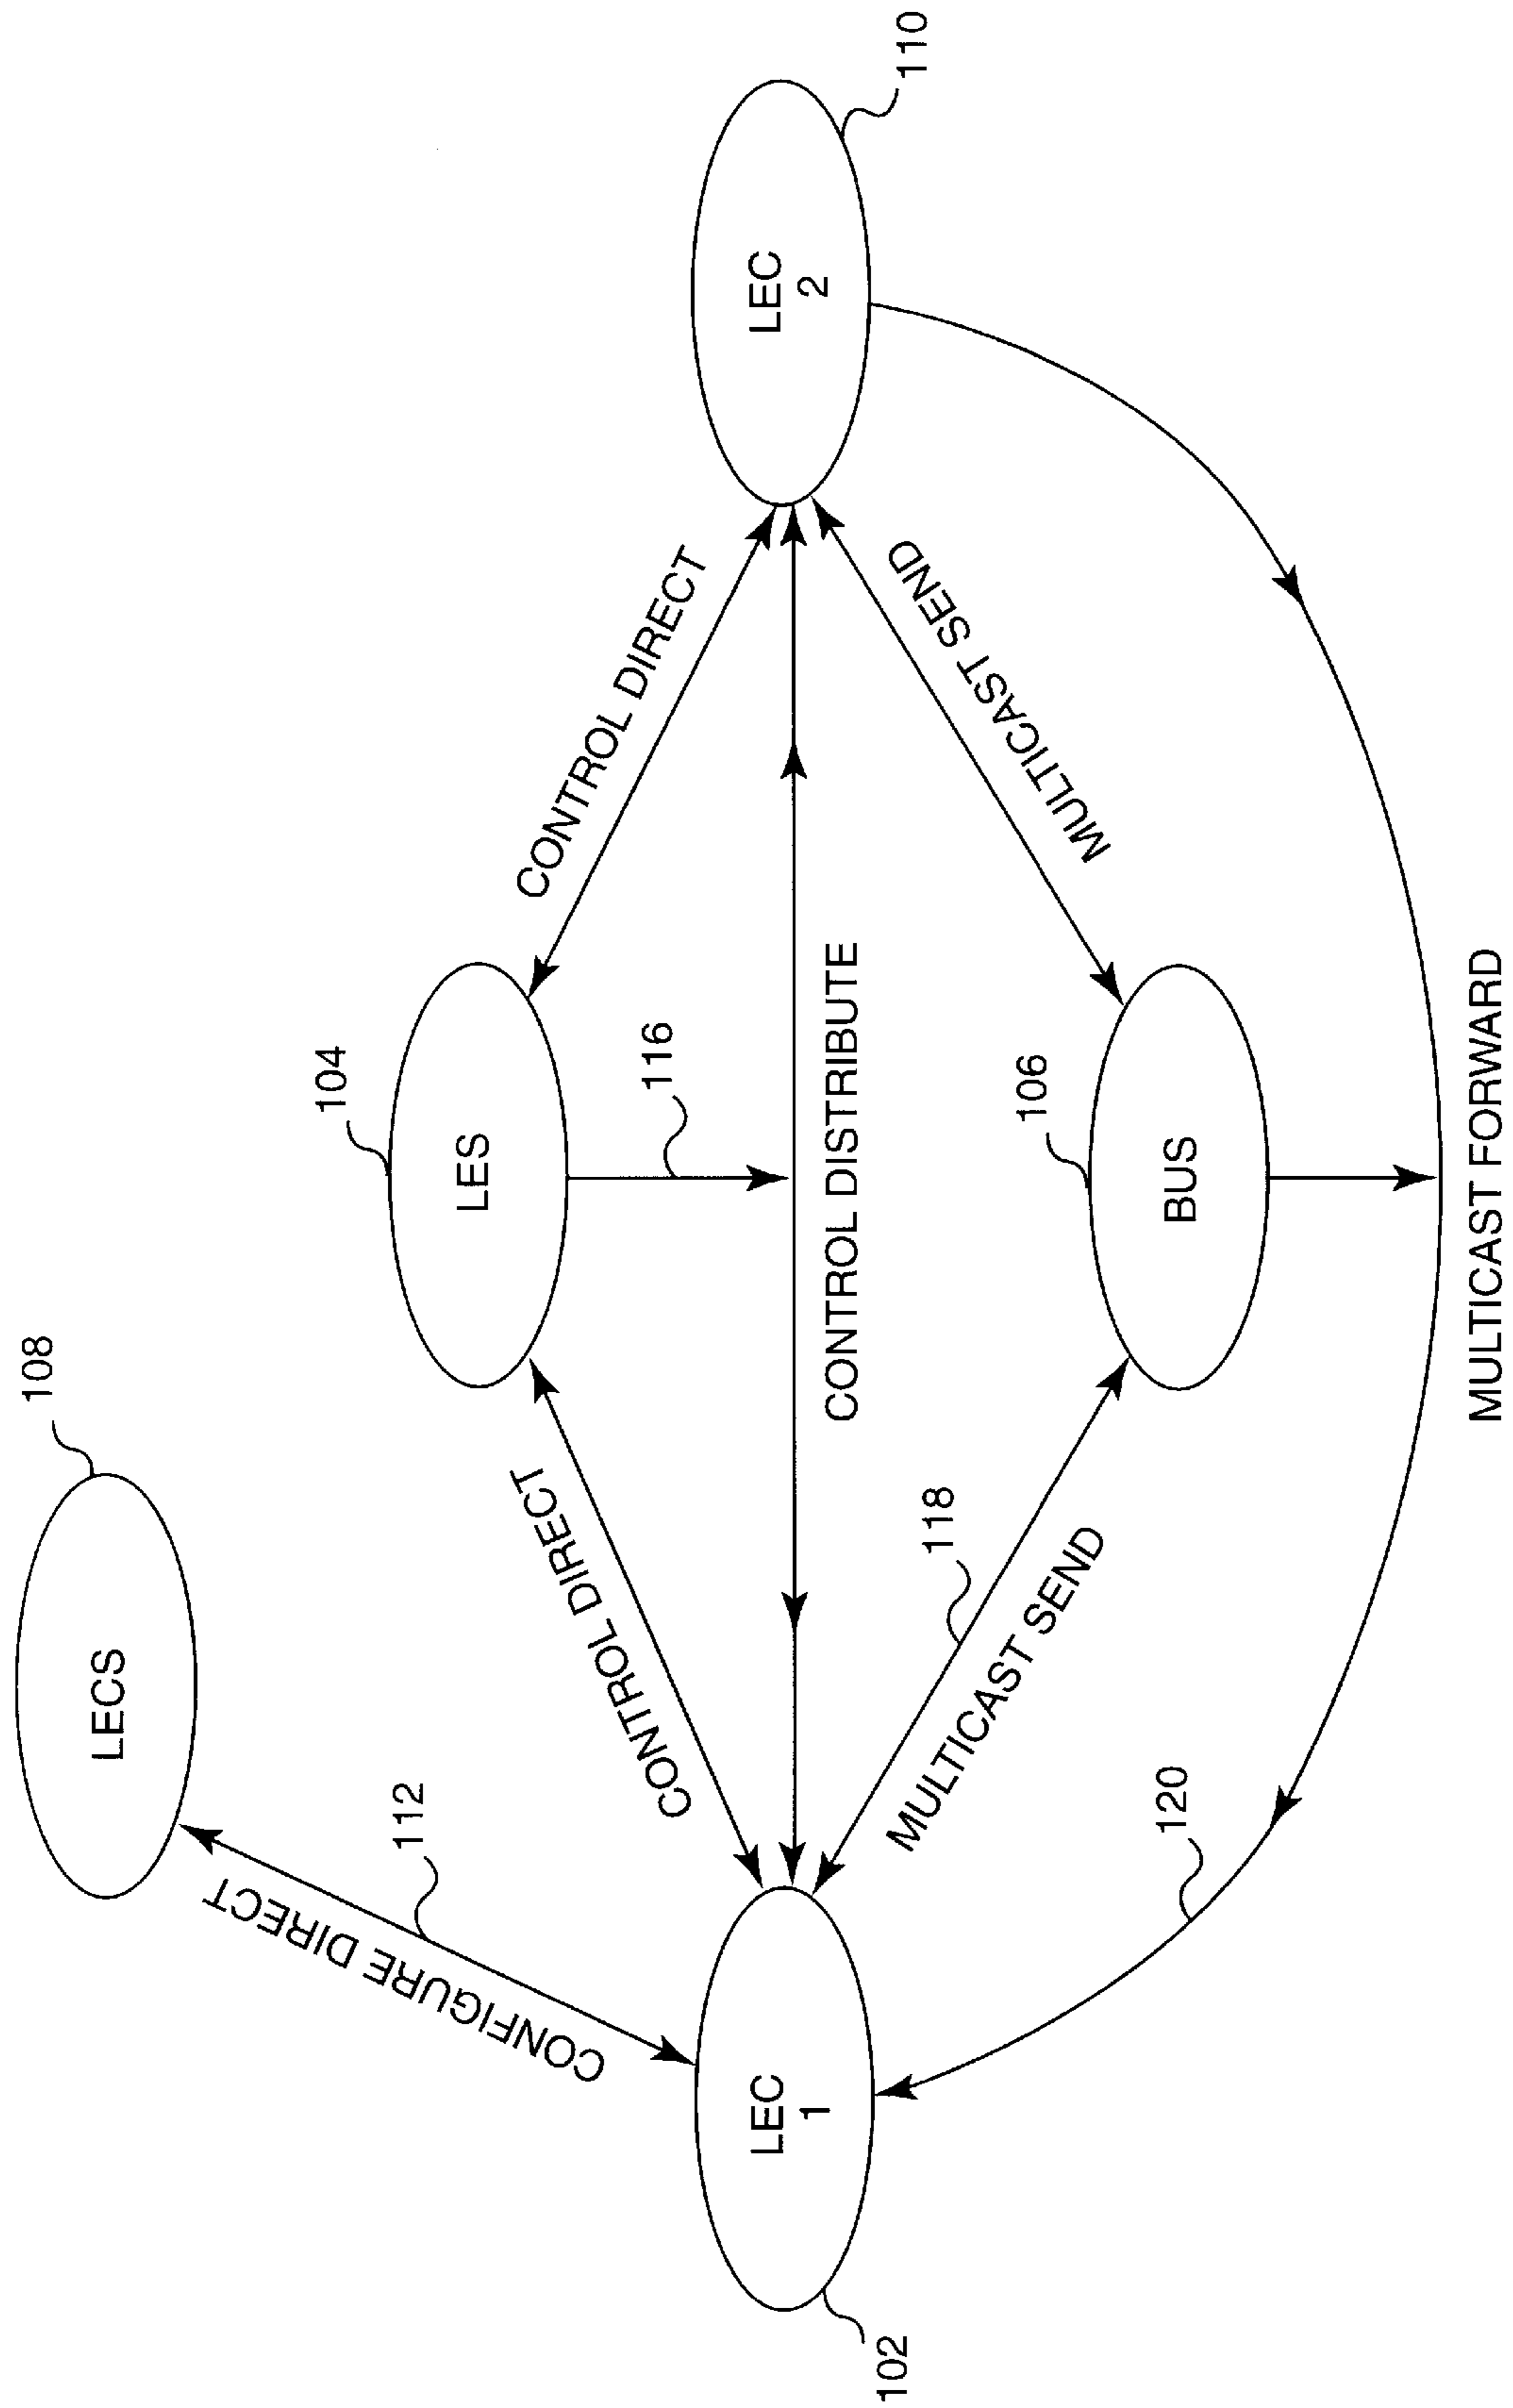 108
LECS
CONFIGURE DIRECT
112
104
LES
CONTROL DIRECT
CONTROL DIRECT
116
LEC
1
102
LEC
2
110
CONTROL DISTRIBUTE
118
MULTICAST SEND
106
BUS
MULTICAST SEND
120
MULTICAST FORWARD